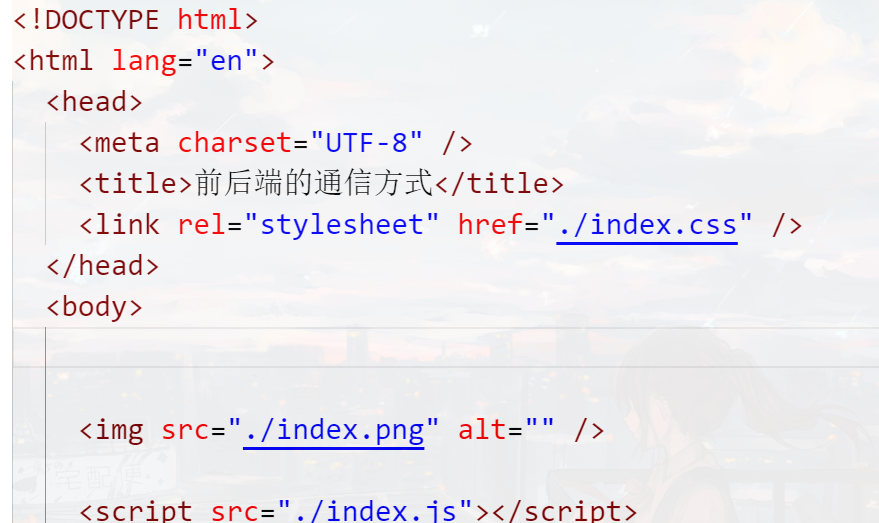 <!DOCTYPE html>
<html lang="en">
<head>
<meta charset="UTF-8" />
<title>前后端的通信方式</title>
<link rel="stylesheet" href="./index.css" />
</head>
<body>
<img src="./index.png" alt="" />
<script src="./index.js"></script>